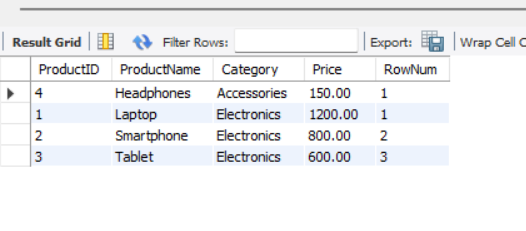 Result Grid Filter Rows: Export: Wrap Cell C
ProductID ProductName Category Price RowNum
4 Headphones Accessories 150.00 1
1 Laptop Electronics 1200.00 1
2 Smartphone Electronics 800.00 2
3 Tablet Electronics 600.00 3